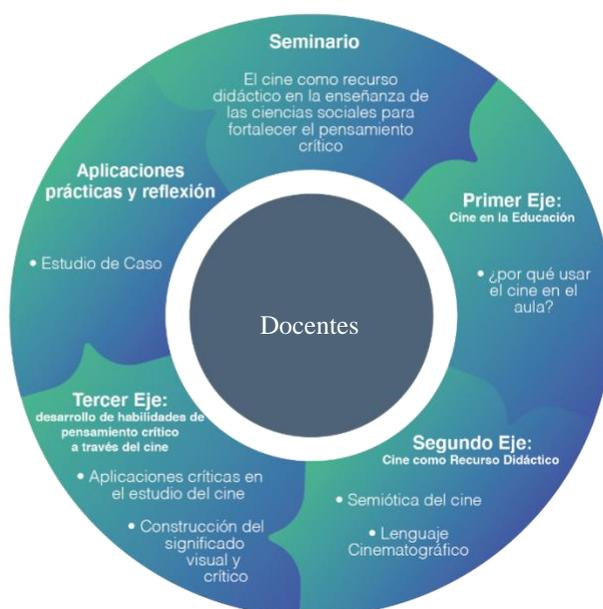 Seminario
El cine como recurso
didáctico en la enseñanza de
las ciencias sociales para
fortalecer el pensamiento
crítico
Primer Eje:
Cine en la Educación
• ¿por qué usar
el cine en el
aula?
Segundo Eje:
Cine como Recurso Didáctico
• Semiótica del cine
• Lenguaje
Cinematográfico
Tercer Eje:
desarrollo de habilidades de
pensamiento crítico
a través del cine
• Aplicaciones críticas en
el estudio del cine
• Construcción del
significado
visual y
crítico
Aplicaciones
prácticas y reflexión
• Estudio de Caso
Docentes